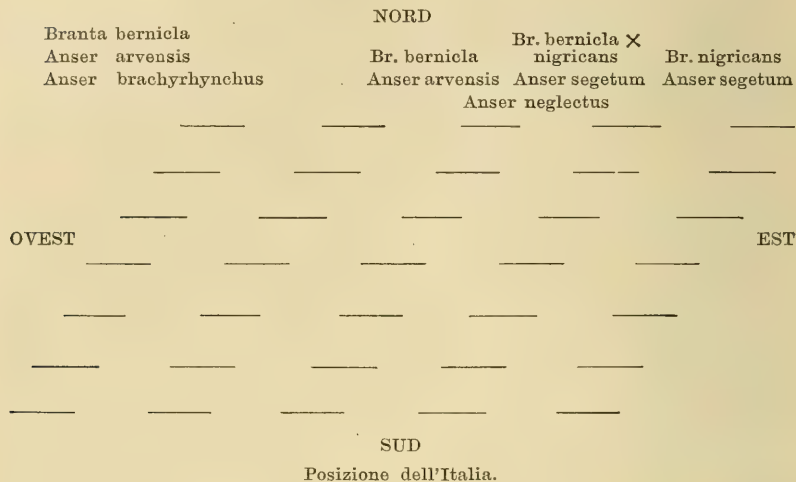 NORD
Branta bernicla
Anser arvensis
Anser brachyrhynchus
Br. bernicla
Anser arvensis
Br. bernicla ×
nigricans
Anser segetum
Anser neglectus
Br. nigricans
Anser segetum
OVEST
EST
SUD
Posizione dell'Italia.